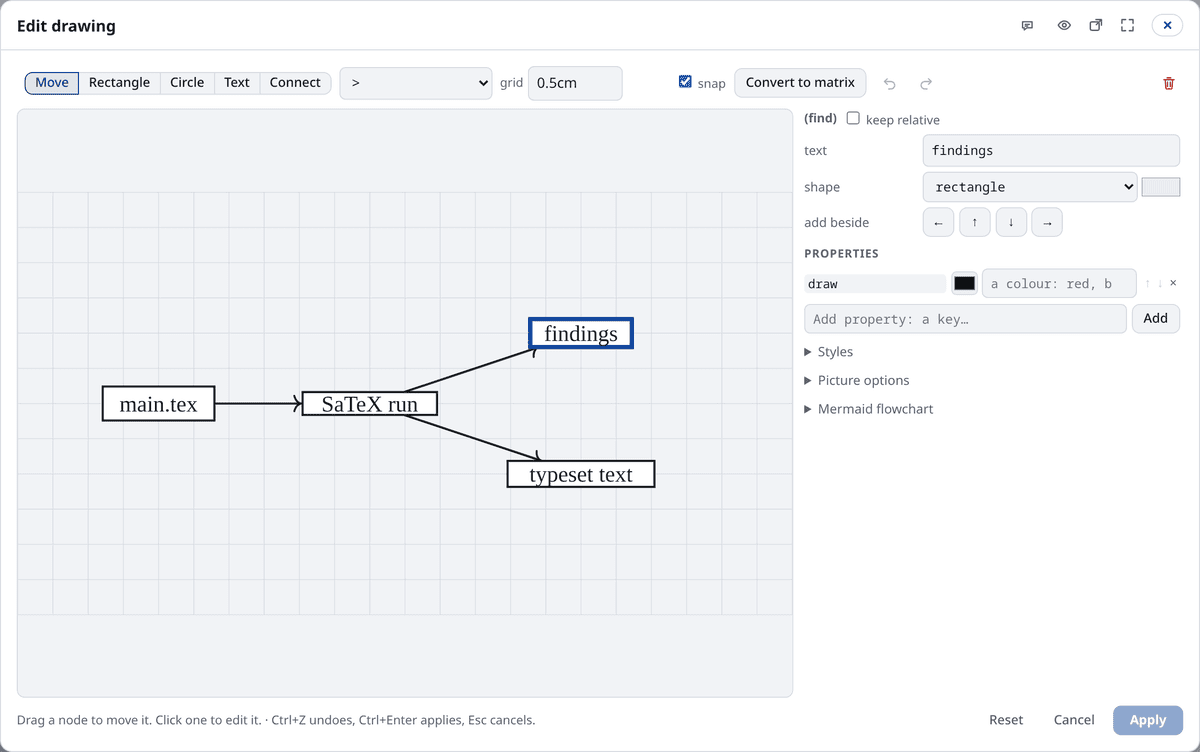 Edit drawing
Move Rectangle Circle Text Connect > grid 0.5cm snap Convert to matrix
(find) keep relative
text findings
shape rectangle
add beside ← ↑ ↓ →
PROPERTIES
draw a colour: red, b ↑ ↓ ×
Add property: a key… Add
▶ Styles
▶ Picture options
▶ Mermaid flowchart
findings
main.tex SaTeX run
typeset text
Drag a node to move it. Click one to edit it. · Ctrl+Z undoes, Ctrl+Enter applies, Esc cancels. Reset Cancel Apply